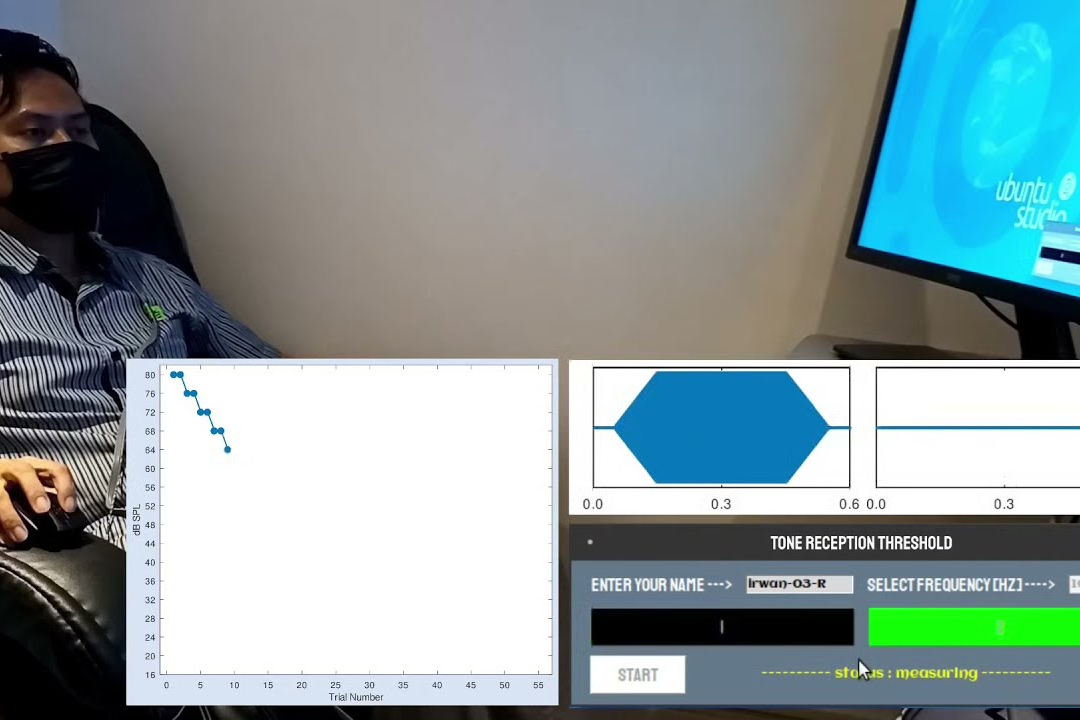 ubuntu
studio
80
76
72
68
64
60
56
52
48
44
40
36
32
28
24
20
16
dB SPL
0 5 10 15 20 25 30 35 40 45 50 55
Trial Number
0.0 0.3 0.6 0.0 0.3
TONE RECEPTION THRESHOLD
ENTER YOUR NAME ---> Irwan-03-R SELECT FREQUENCY [HZ] ---->
1 2
START ---------- status : measuring ----------